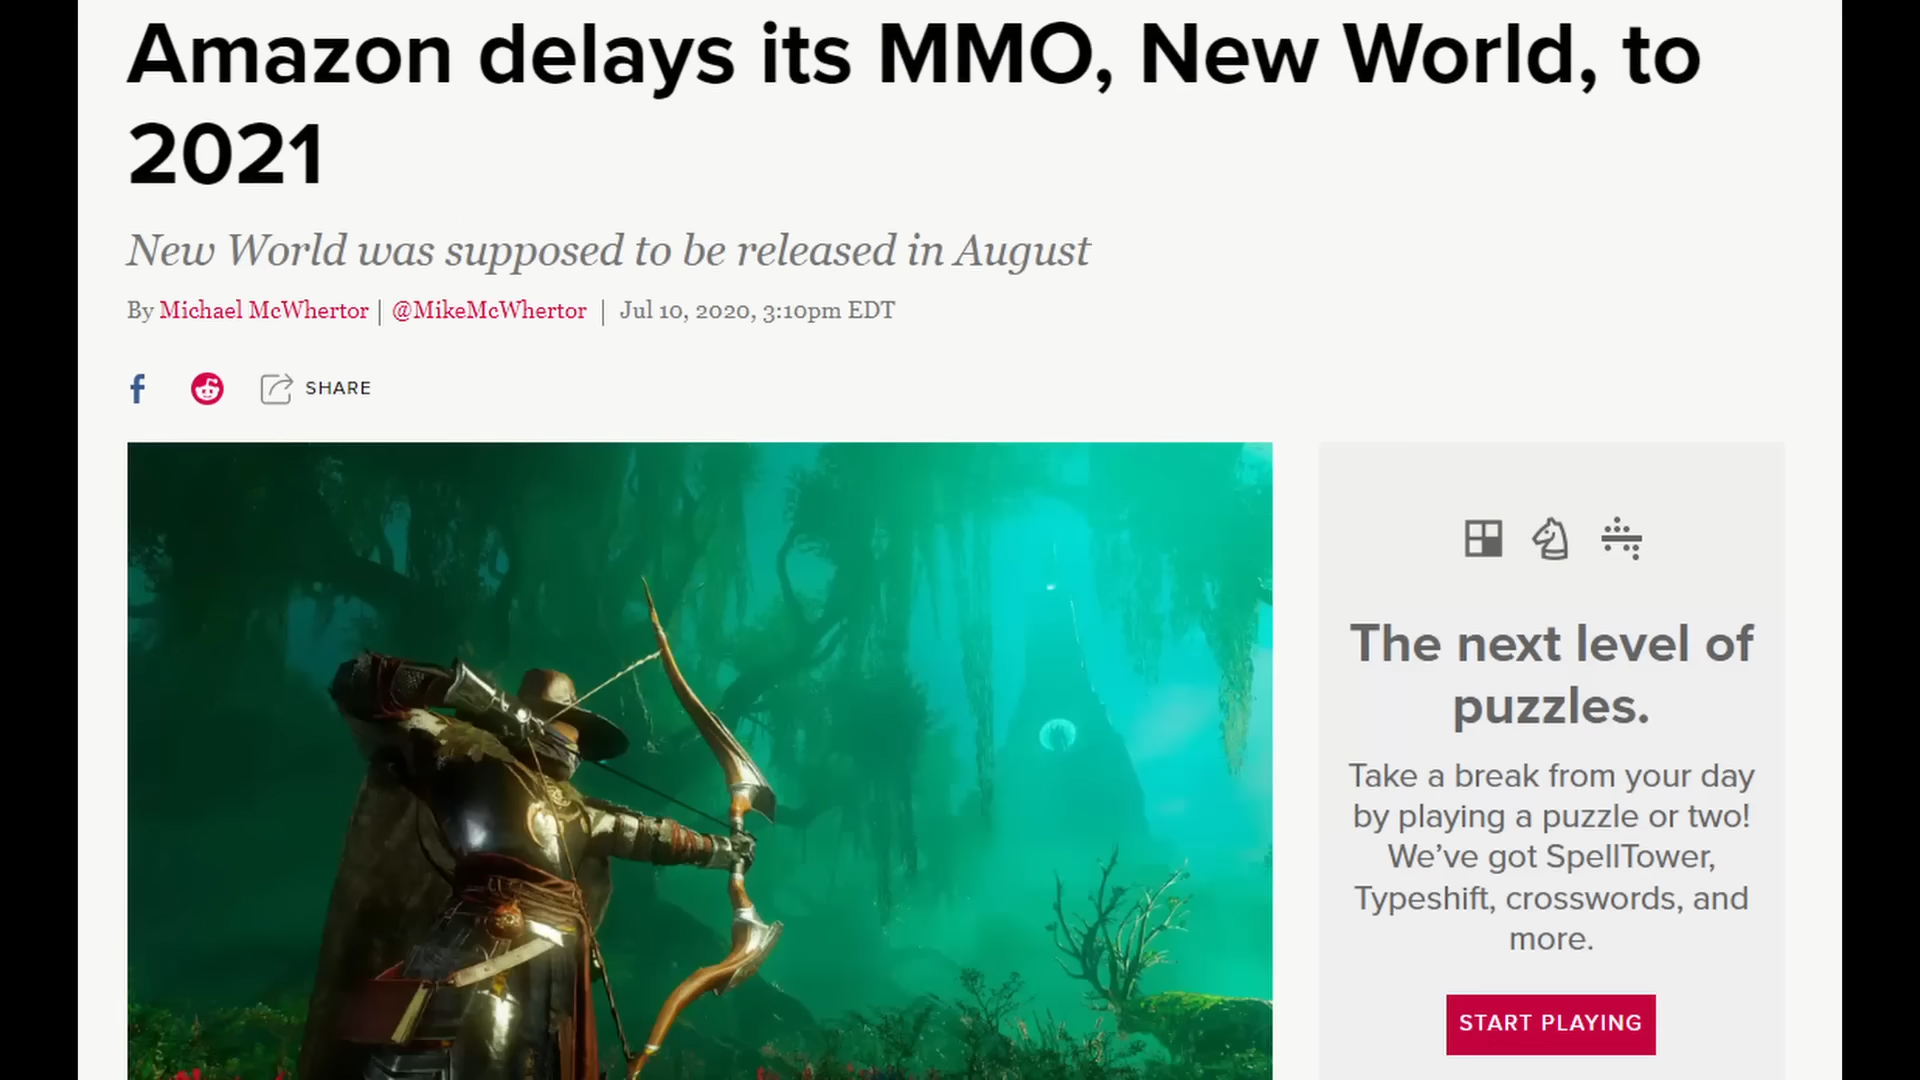 Amazon delays its MMO, New World, to
2021
New World was supposed to be released in August
By Michael McWhertor | @MikeMcWhertor | Jul 10, 2020, 3:10pm EDT
SHARE
The next level of
puzzles.
Take a break from your day
by playing a puzzle or two!
We’ve got SpellTower,
Typeshift, crosswords, and
more.
START PLAYING